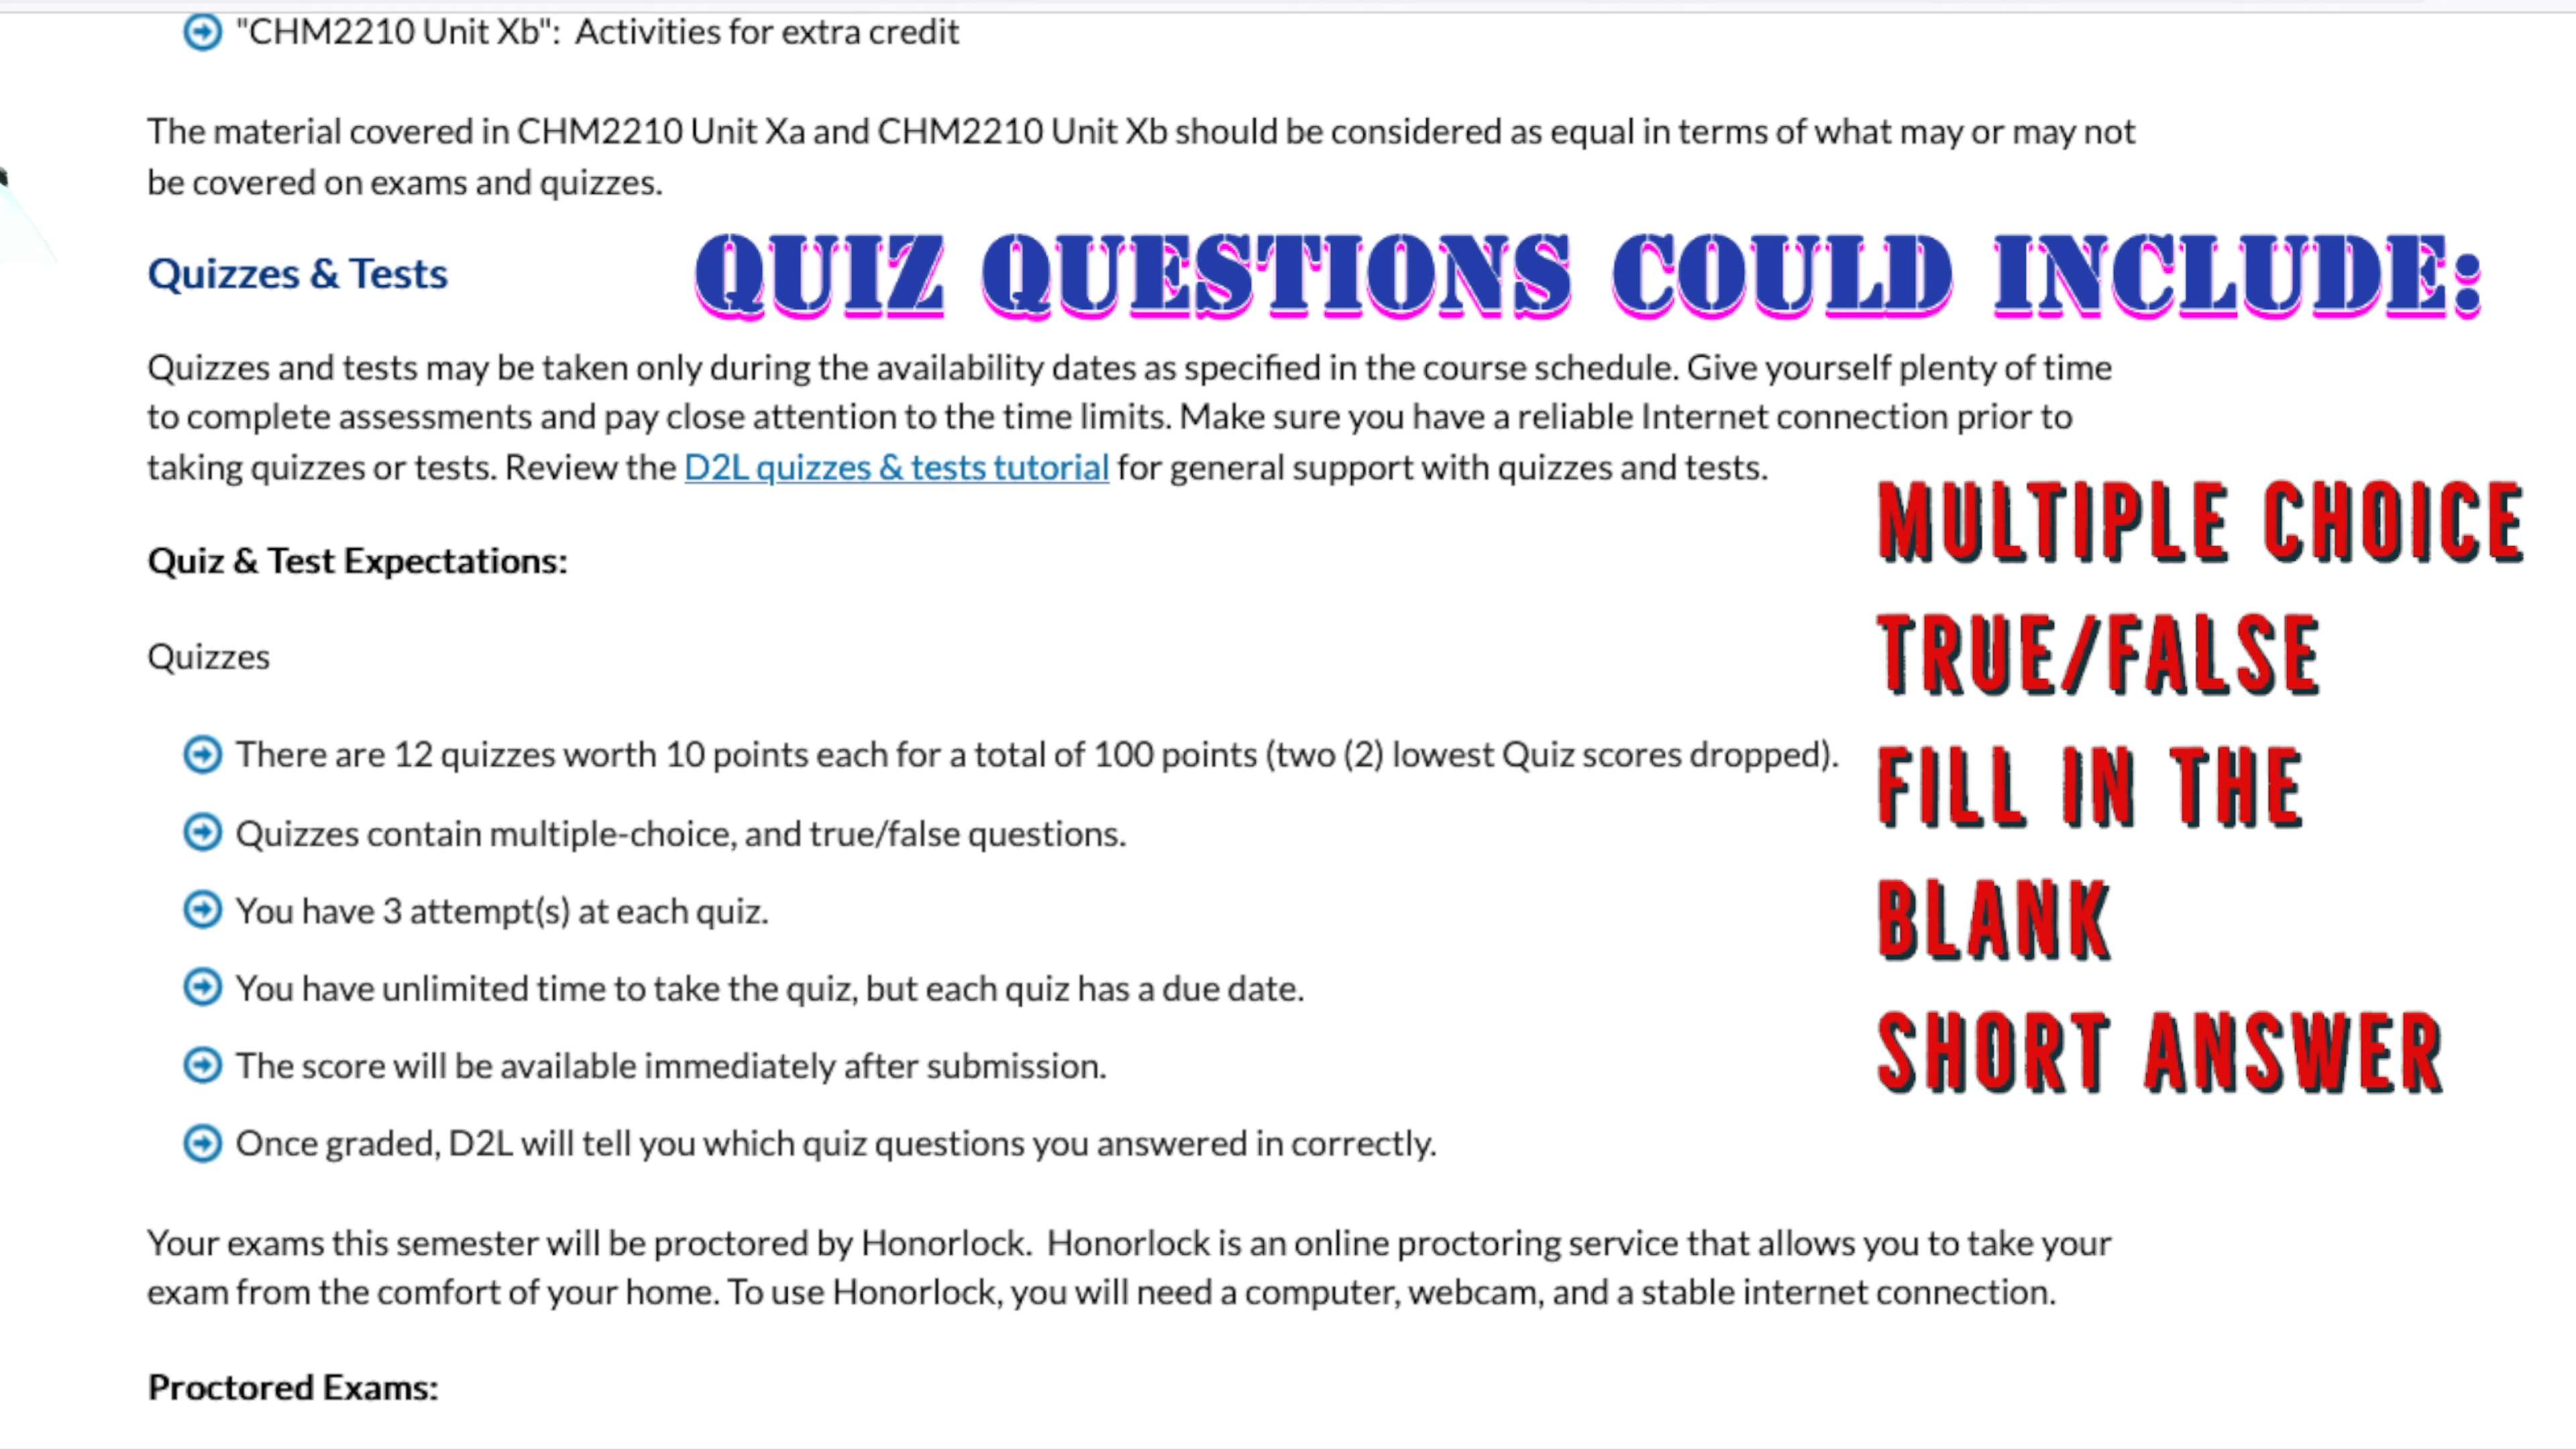 "CHM2210 Unit Xb":  Activities for extra credit
The material covered in CHM2210 Unit Xa and CHM2210 Unit Xb should be considered as equal in terms of what may or may not
be covered on exams and quizzes.
Quizzes & Tests
QUIZ QUESTIONS COULD INCLUDE:
Quizzes and tests may be taken only during the availability dates as specified in the course schedule. Give yourself plenty of time
to complete assessments and pay close attention to the time limits. Make sure you have a reliable Internet connection prior to
taking quizzes or tests. Review the D2L quizzes & tests tutorial for general support with quizzes and tests.
Quiz & Test Expectations:
Quizzes
There are 12 quizzes worth 10 points each for a total of 100 points (two (2) lowest Quiz scores dropped).
Quizzes contain multiple-choice, and true/false questions.
You have 3 attempt(s) at each quiz.
You have unlimited time to take the quiz, but each quiz has a due date.
The score will be available immediately after submission.
Once graded, D2L will tell you which quiz questions you answered in correctly.
MULTIPLE CHOICE
TRUE/FALSE
FILL IN THE
BLANK
SHORT ANSWER
Your exams this semester will be proctored by Honorlock.  Honorlock is an online proctoring service that allows you to take your
exam from the comfort of your home. To use Honorlock, you will need a computer, webcam, and a stable internet connection.
Proctored Exams: